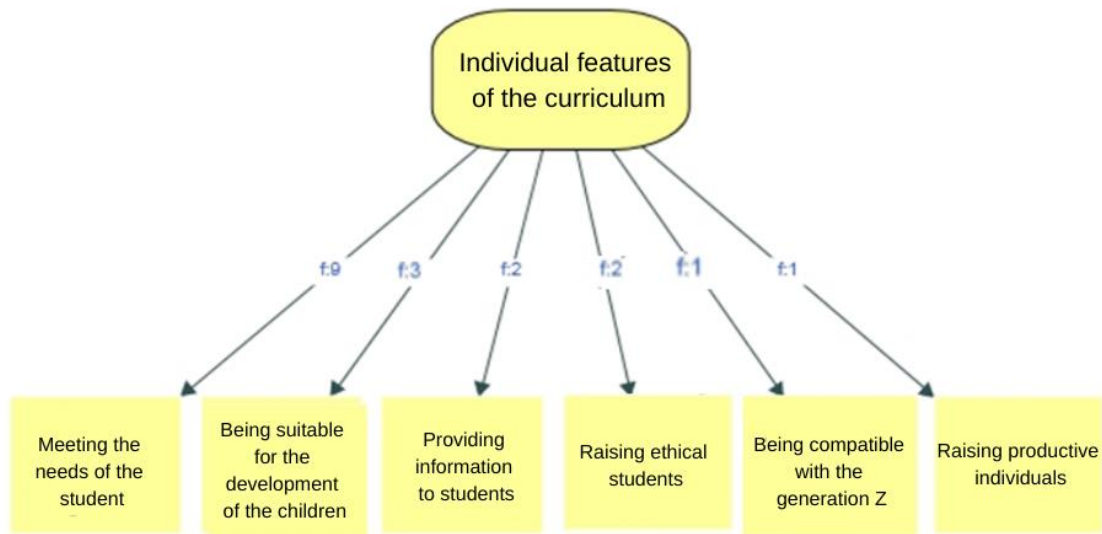 Individual features
of the curriculum
f:9
f:3
f:2
f:2
f:1
f:1
Meeting the
needs of the
student
Being suitable
for the
development
of the children
Providing
information
to students
Raising ethical
students
Being compatible
with the
generation Z
Raising productive
individuals